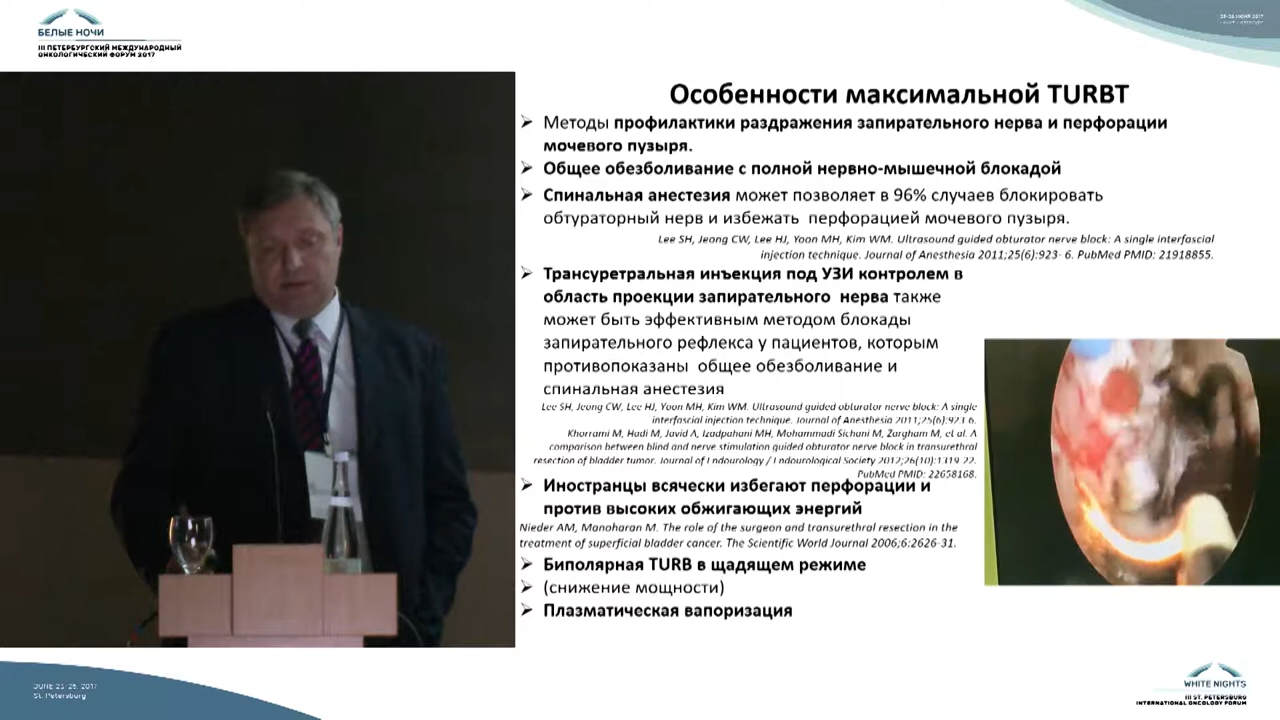 БЕЛЫЕ НОЧИ
III ПЕТЕРБУРГСКИЙ МЕЖДУНАРОДНЫЙ
ОНКОЛОГИЧЕСКИЙ ФОРУМ 2017
Особенности максимальной TURBT
Методы профилактики раздражения запирательного нерва и перфорации
мочевого пузыря.
Общее обезболивание с полной нервно-мышечной блокадой
Спинальная анестезия может позволяет в 96% случаев блокировать
обтураторный нерв и избежать перфорацией мочевого пузыря.
Lee SH, Jeong CW, Lee HJ, Yoon MH, Kim WM. Ultrasound guided obturator nerve block: A single interfascial
injection technique. Journal of Anesthesia 2011;25(6):923- 6. PubMed PMID: 21918855.
Трансуретральная инъекция под УЗИ контролем в
область проекции запирательного нерва также
может быть эффективным методом блокады
запирательного рефлекса у пациентов, которым
противопоказаны общее обезболивание и
спинальная анестезия
Lee SH, Jeong CW, Lee HJ, Yoon MH, Kim WM. Ultrasound guided obturator nerve block: A single
interfascial injection technique. Journal of Anesthesia 2011;25(6):923 6.
Khorrami M, Hadi M, Javid A, Izadpahani MH, Mohammadi Sichani M, Zargham M, et al. A
comparison between blind and nerve stimulation guided obturator nerve block in transurethral
resection of bladder tumor. Journal of Endourology / Endourological Society 2012;26(10):1319 22.
PubMed PMID: 22658168.
Иностранцы всячески избегают перфорации и
против высоких обжигающих энергий
Nieder AM, Manoharan M. The role of the surgeon and transurethral resection in the
treatment of superficial bladder cancer. The Scientific World Journal 2006;6:2626-31.
Биполярная TURB в щадящем режиме
(снижение мощности)
Плазматическая вапоризация
JUNE 23-25, 2017
St. Petersburg
WHITE NIGHTS
III ST. PETERSBURG
INTERNATIONAL ONCOLOGY FORUM